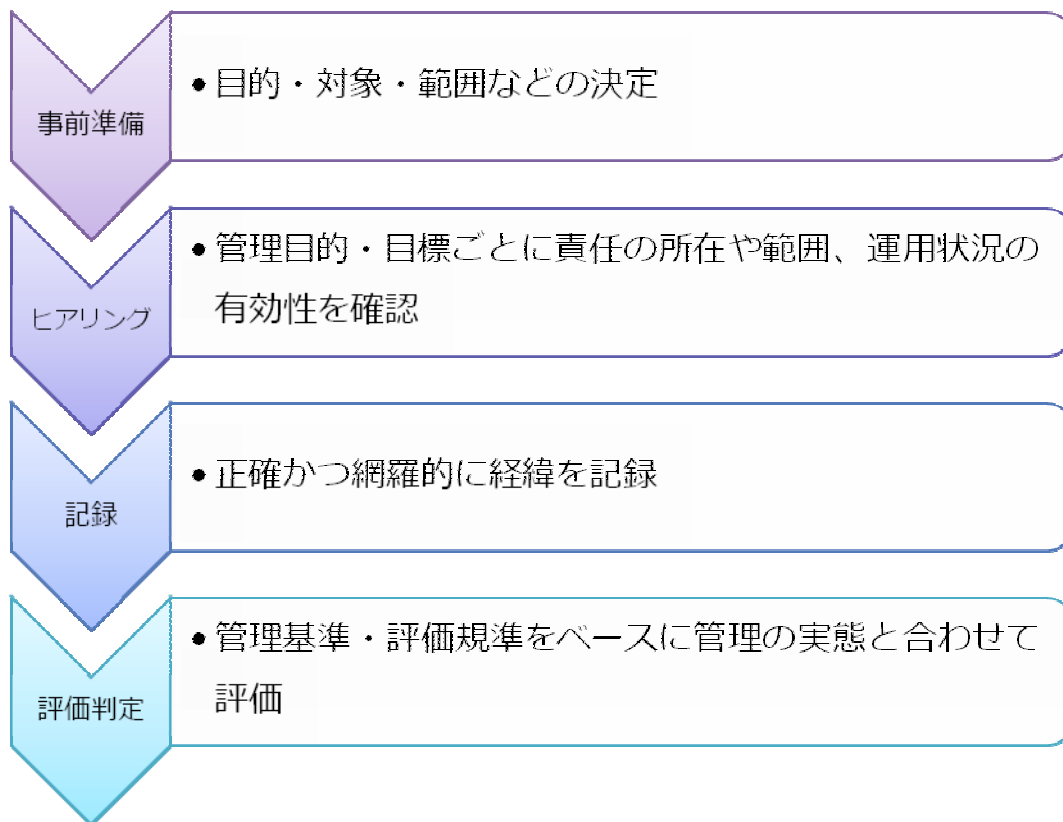 事前準備
• 目的・対象・範囲などの決定
ヒアリング
• 管理目的・目標ごとに責任の所在や範囲、運用状況の
有効性を確認
記録
• 正確かつ網羅的に経緯を記録
評価判定
• 管理基準・評価規準をベースに管理の実態と合わせて
評価